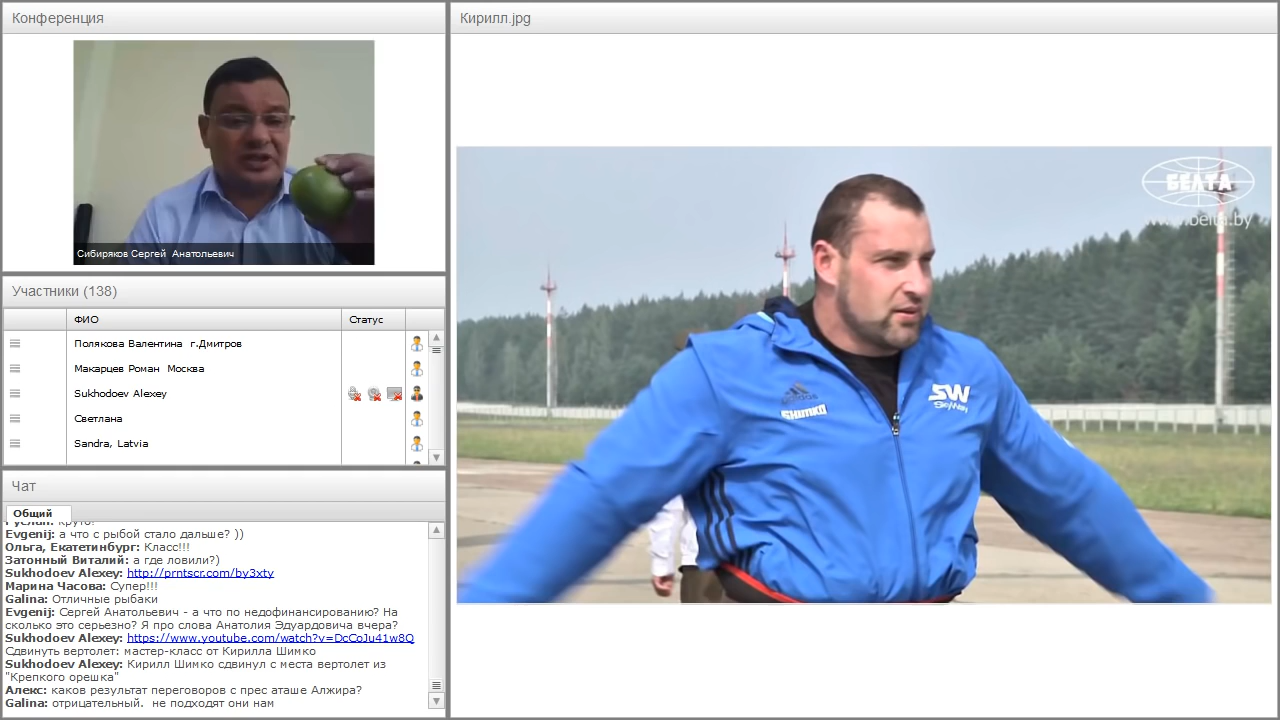 Конференция
Сибиряков Сергей Анатольевич
Участники (138)
ФИО
Статус
Полякова Валентина г.Дмитров
Макарцев Роман Москва
Sukhodoev Alexey
Светлана
Sandra, Latvia
Чат
Общий
Руслан: круто!
Evgenij: а что с рыбой стало дальше? ))
Ольга, Екатетинбург: Класс!!!
Затонный Виталий: а где ловили?)
Sukhodoev Alexey: http://prntscr.com/by3xty
Марина Часова: Супер!!!
Galina: Отличные рыбаки
Evgenij: Сергей Анатольевич - а что по недофинансированию? На
сколько это серьезно? Я про слова Анатолия Эдуардовича вчера?
Sukhodoev Alexey: https://www.youtube.com/watch?v=DcCoJu41w8Q
Сдвинуть вертолет: мастер-класс от Кирилла Шимко
Sukhodoev Alexey: Кирилл Шимко сдвинул с места вертолет из
"Крепкого орешка"
Алекс: каков результат переговоров с прес аташе Алжира?
Galina: отрицательный. не подходят они нам
Кирилл.jpg
БЕЛТА
www.belta.by
adidas
SHIMKO
SW
SkyWay